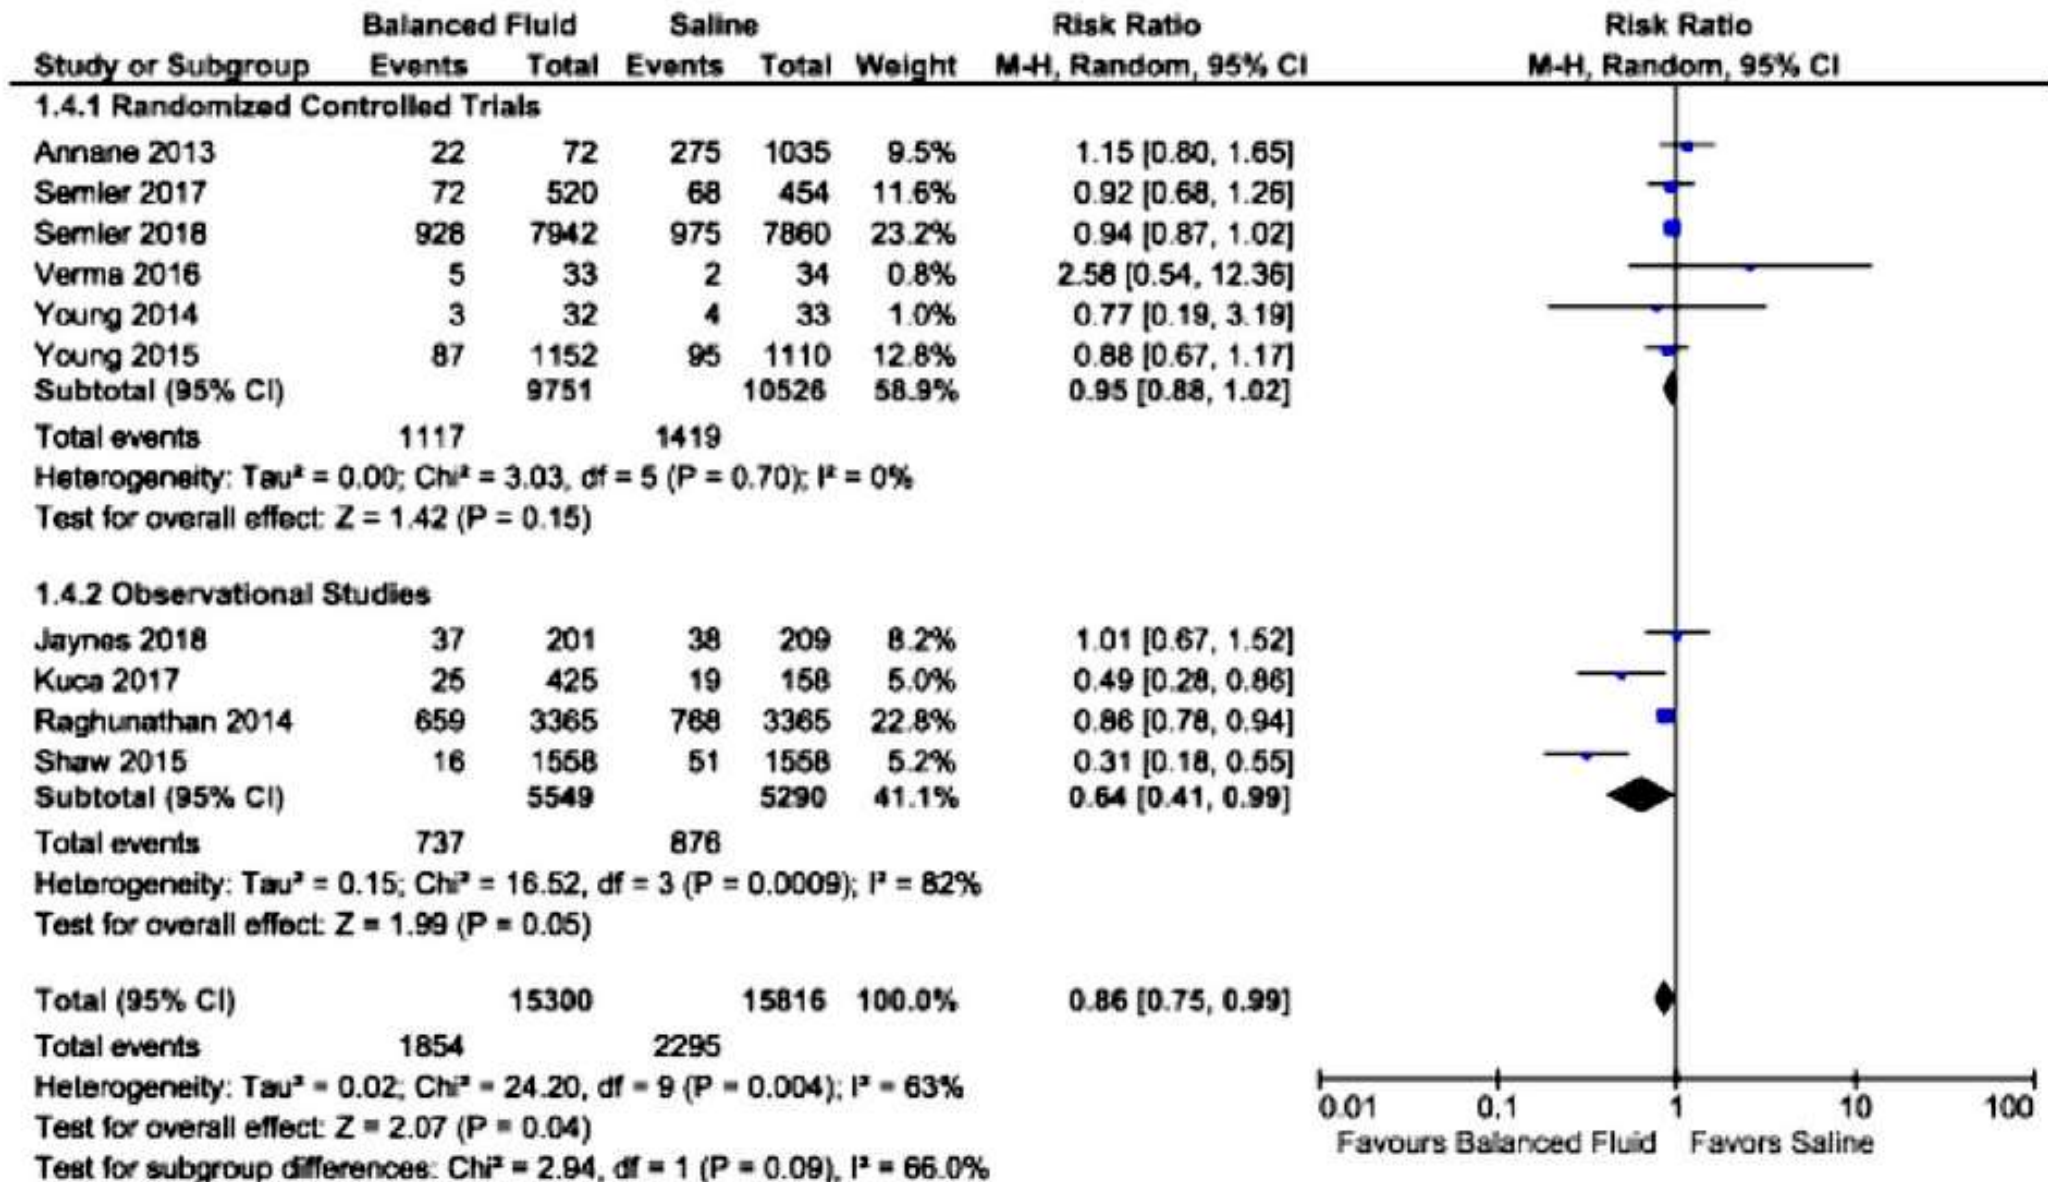 Balanced Fluid Saline Risk Ratio Risk Ratio
Study or Subgroup Events Total Events Total Weight M-H, Random, 95% CI M-H, Random, 95% CI
1.4.1 Randomized Controlled Trials
Annane 2013 22 72 275 1035 9.5% 1.15 [0.80, 1.65]
Semler 2017 72 520 68 454 11.6% 0.92 [0.68, 1.26]
Semler 2018 928 7942 975 7860 23.2% 0.94 [0.87, 1.02]
Verma 2016 5 33 2 34 0.8% 2.58 [0.54, 12.36]
Young 2014 3 32 4 33 1.0% 0.77 [0.19, 3.19]
Young 2015 87 1152 95 1110 12.8% 0.88 [0.67, 1.17]
Subtotal (95% CI) 9751 10526 58.9% 0.95 [0.88, 1.02]
Total events 1117 1419
Heterogeneity: Tau² = 0.00; Chi² = 3.03, df = 5 (P = 0.70); I² = 0%
Test for overall effect: Z = 1.42 (P = 0.15)
1.4.2 Observational Studies
Jaynes 2018 37 201 38 209 8.2% 1.01 [0.67, 1.52]
Kuca 2017 25 425 19 158 5.0% 0.49 [0.28, 0.86]
Raghunathan 2014 659 3365 768 3365 22.8% 0.86 [0.78, 0.94]
Shaw 2015 16 1558 51 1558 5.2% 0.31 [0.18, 0.55]
Subtotal (95% CI) 5549 5290 41.1% 0.64 [0.41, 0.99]
Total events 737 876
Heterogeneity: Tau² = 0.15; Chi² = 16.52, df = 3 (P = 0.0009); I² = 82%
Test for overall effect: Z = 1.99 (P = 0.05)
Total (95% CI) 15300 15816 100.0% 0.86 [0.75, 0.99]
Total events 1854 2295
Heterogeneity: Tau² = 0.02; Chi² = 24.20, df = 9 (P = 0.004); I² = 63%
Test for overall effect: Z = 2.07 (P = 0.04)
Test for subgroup differences: Chi² = 2.94, df = 1 (P = 0.09), I² = 66.0%
0.01 0.1 1 10 100
Favours Balanced Fluid Favors Saline